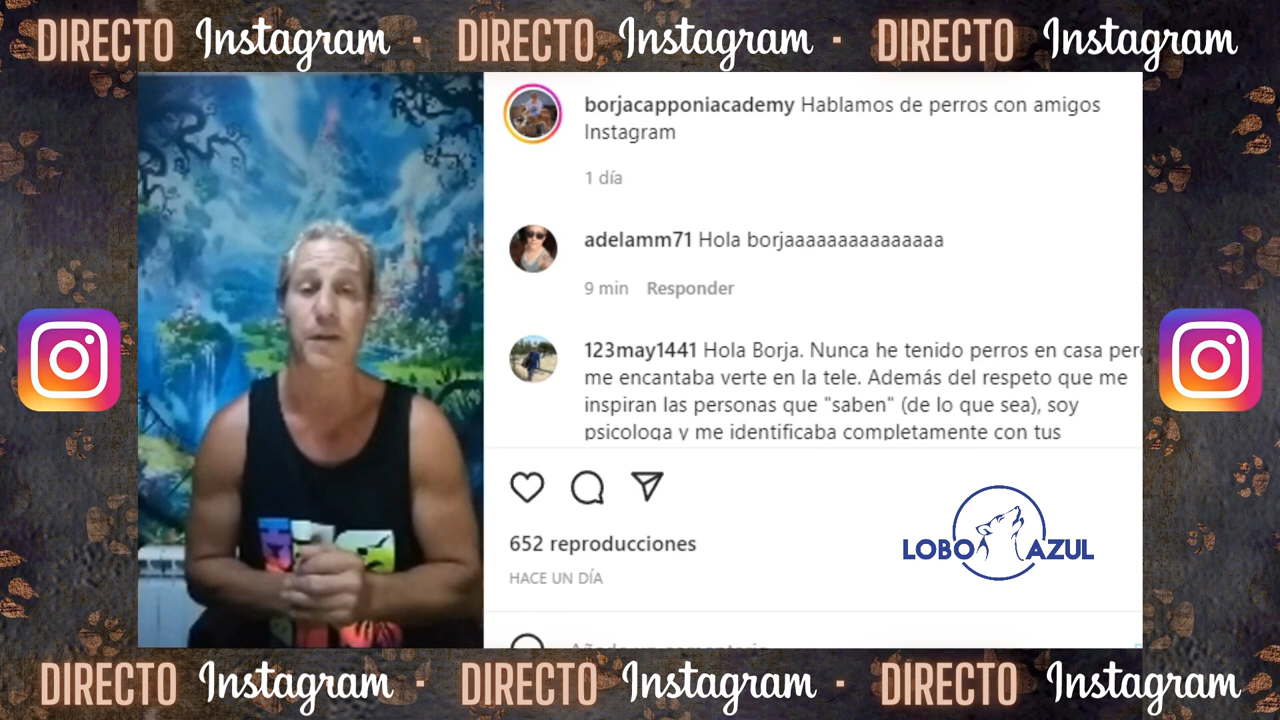 DIRECTO Instagram · DIRECTO Instagram · DIRECTO Instagram
borjacapponiacademy Hablamos de perros con amigos
Instagram
1 día
adelamm71 Hola borjaaaaaaaaaaaaaaaa
9 min Responder
123may1441 Hola Borja. Nunca he tenido perros en casa pero
me encantaba verte en la tele. Además del respeto que me
inspiran las personas que "saben" (de lo que sea), soy
psicologa y me identificaba completamente con tus
652 reproducciones
HACE UN DÍA
LOBO AZUL
DIRECTO Instagram · DIRECTO Instagram · DIRECTO Instagram